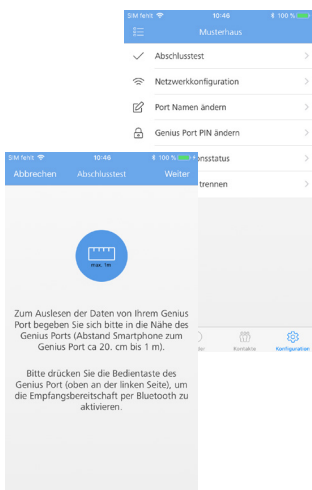 SIM fehlt 10:46 100 %
Musterhaus
Abschlusstest
Netzwerkkonfiguration
Port Namen ändern
Genius Port PIN ändern
onsstatus
trennen
Kontakte Konfiguration
SIM fehlt 10:46 100 %
Abbrechen Abschlusstest Weiter
max. 1m
Zum Auslesen der Daten von Ihrem Genius
Port begeben Sie sich bitte in die Nähe des
Genius Ports (Abstand Smartphone zum
Genius Port ca 20. cm bis 1 m).
Bitte drücken Sie die Bedientaste des
Genius Port (oben an der linken Seite), um
die Empfangsbereitschaft per Bluetooth zu
aktivieren.